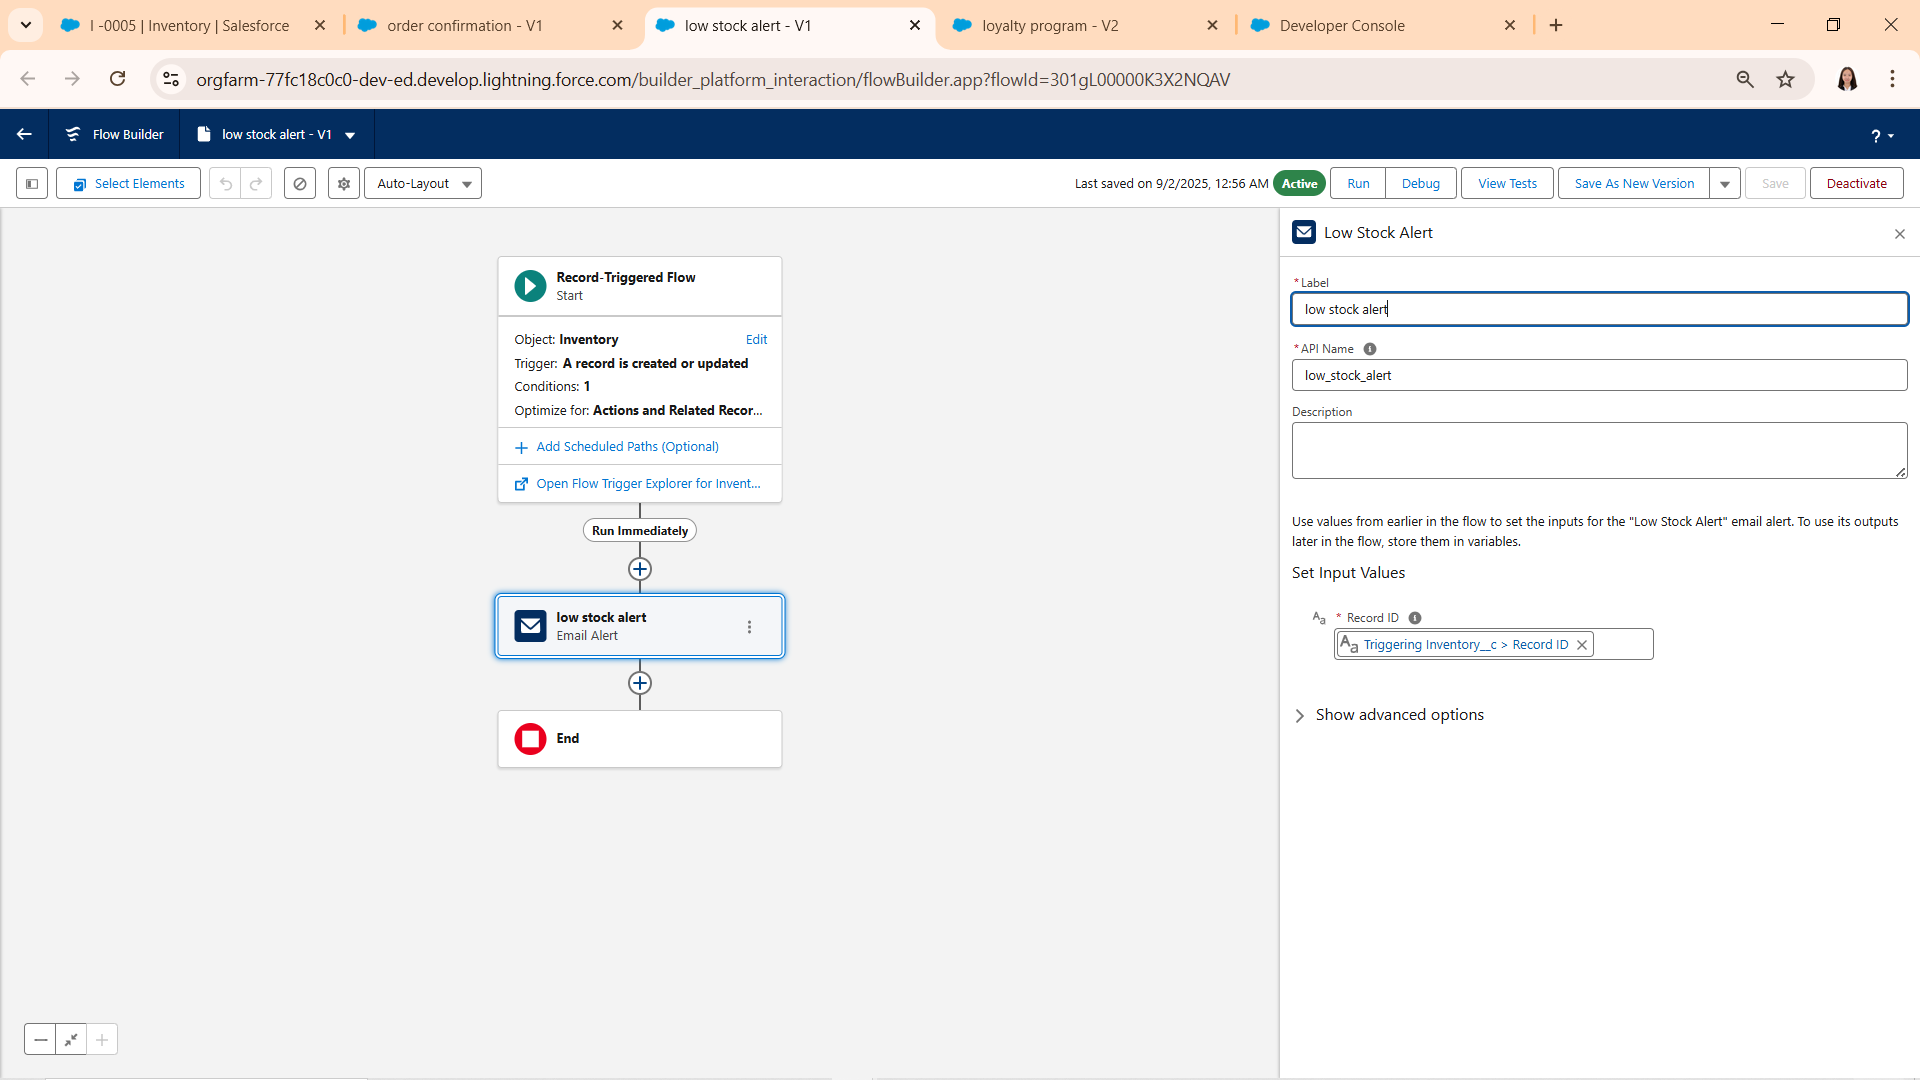 I -0005 | Inventory | Salesforce
order confirmation - V1
low stock alert - V1
loyalty program - V2
Developer Console
orgfarm-77fc18c0c0-dev-ed.develop.lightning.force.com/builder_platform_interaction/flowBuilder.app?flowId=301gL00000K3X2NQAV
Flow Builder
low stock alert - V1
?
Select Elements
Auto-Layout
Last saved on 9/2/2025, 12:56 AM
Active
Run
Debug
View Tests
Save As New Version
Save
Deactivate
Record-Triggered Flow
Start
Object: Inventory
Edit
Trigger: A record is created or updated
Conditions: 1
Optimize for: Actions and Related Recor...
Add Scheduled Paths (Optional)
Open Flow Trigger Explorer for Invent...
Run Immediately
low stock alert
Email Alert
End
Low Stock Alert
* Label
low stock alert
* API Name
low_stock_alert
Description
Use values from earlier in the flow to set the inputs for the "Low Stock Alert" email alert. To use its outputs
later in the flow, store them in variables.
Set Input Values
Aa * Record ID
Aa Triggering Inventory__c > Record ID
Show advanced options